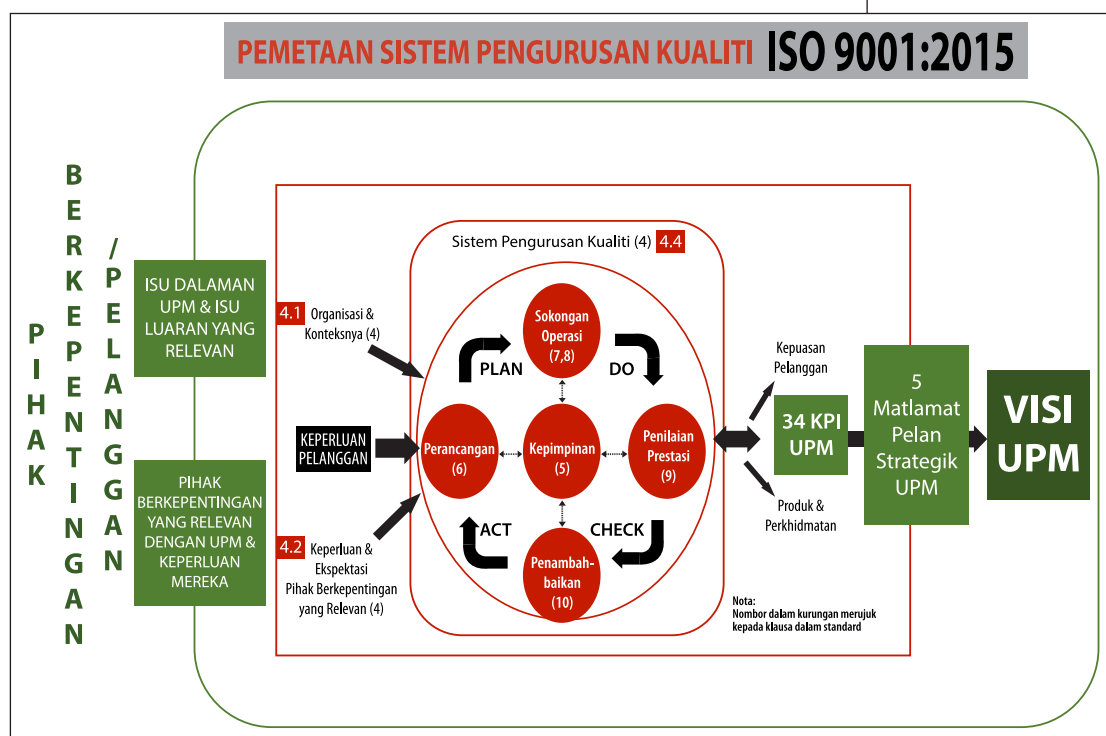 PEMETAAN SISTEM PENGURUSAN KUALITI ISO 9001:2015
PIHAK
BERKEPENTINGAN
/PELANGGAN
ISU DALAMAN
UPM & ISU
LUARAN YANG
RELEVAN
PIHAK
BERKEPENTINGAN
YANG RELEVAN
DENGAN UPM &
KEPERLUAN
MEREKA
4.1 Organisasi &
Konteksnya (4)
KEPERLUAN
PELANGGAN
4.2 Keperluan &
Ekspektasi
Pihak Berkepentingan
yang Relevan (4)
Sistem Pengurusan Kualiti (4) 4.4
Sokongan
Operasi
(7,8)
PLAN
DO
Perancangan
(6)
Kepimpinan
(5)
Penilaian
Prestasi
(9)
ACT
CHECK
Penambah-
baikan
(10)
Kepuasan
Pelanggan
34 KPI
UPM
Produk &
Perkhidmatan
Nota:
Nombor dalam kurungan merujuk
kepada klausa dalam standard
5
Matlamat
Pelan
Strategik
UPM
VISI
UPM